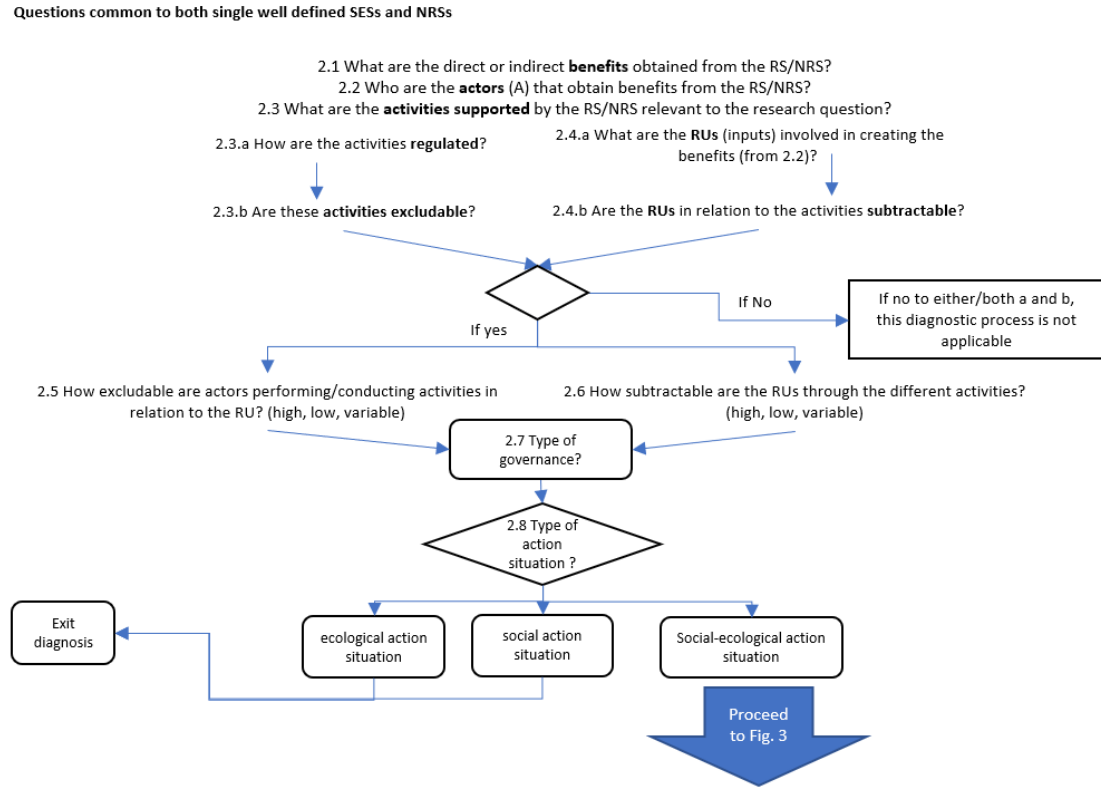 Questions common to both single well defined SESs and NRSs
2.1 What are the direct or indirect benefits obtained from the RS/NRS?
2.2 Who are the actors (A) that obtain benefits from the RS/NRS?
2.3 What are the activities supported by the RS/NRS relevant to the research question?
2.3.a How are the activities regulated?
2.4.a What are the RUs (inputs) involved in creating the
benefits (from 2.2)?
2.3.b Are these activities excludable?
2.4.b Are the RUs in relation to the activities subtractable?
If No
If no to either/both a and b,
this diagnostic process is not
applicable
If yes
2.5 How excludable are actors performing/conducting activities in
relation to the RU? (high, low, variable)
2.6 How subtractable are the RUs through the different activities?
(high, low, variable)
2.7 Type of
governance?
2.8 Type of
action
situation ?
Exit
diagnosis
ecological action
situation
social action
situation
Social-ecological action
situation
Proceed
to Fig. 3